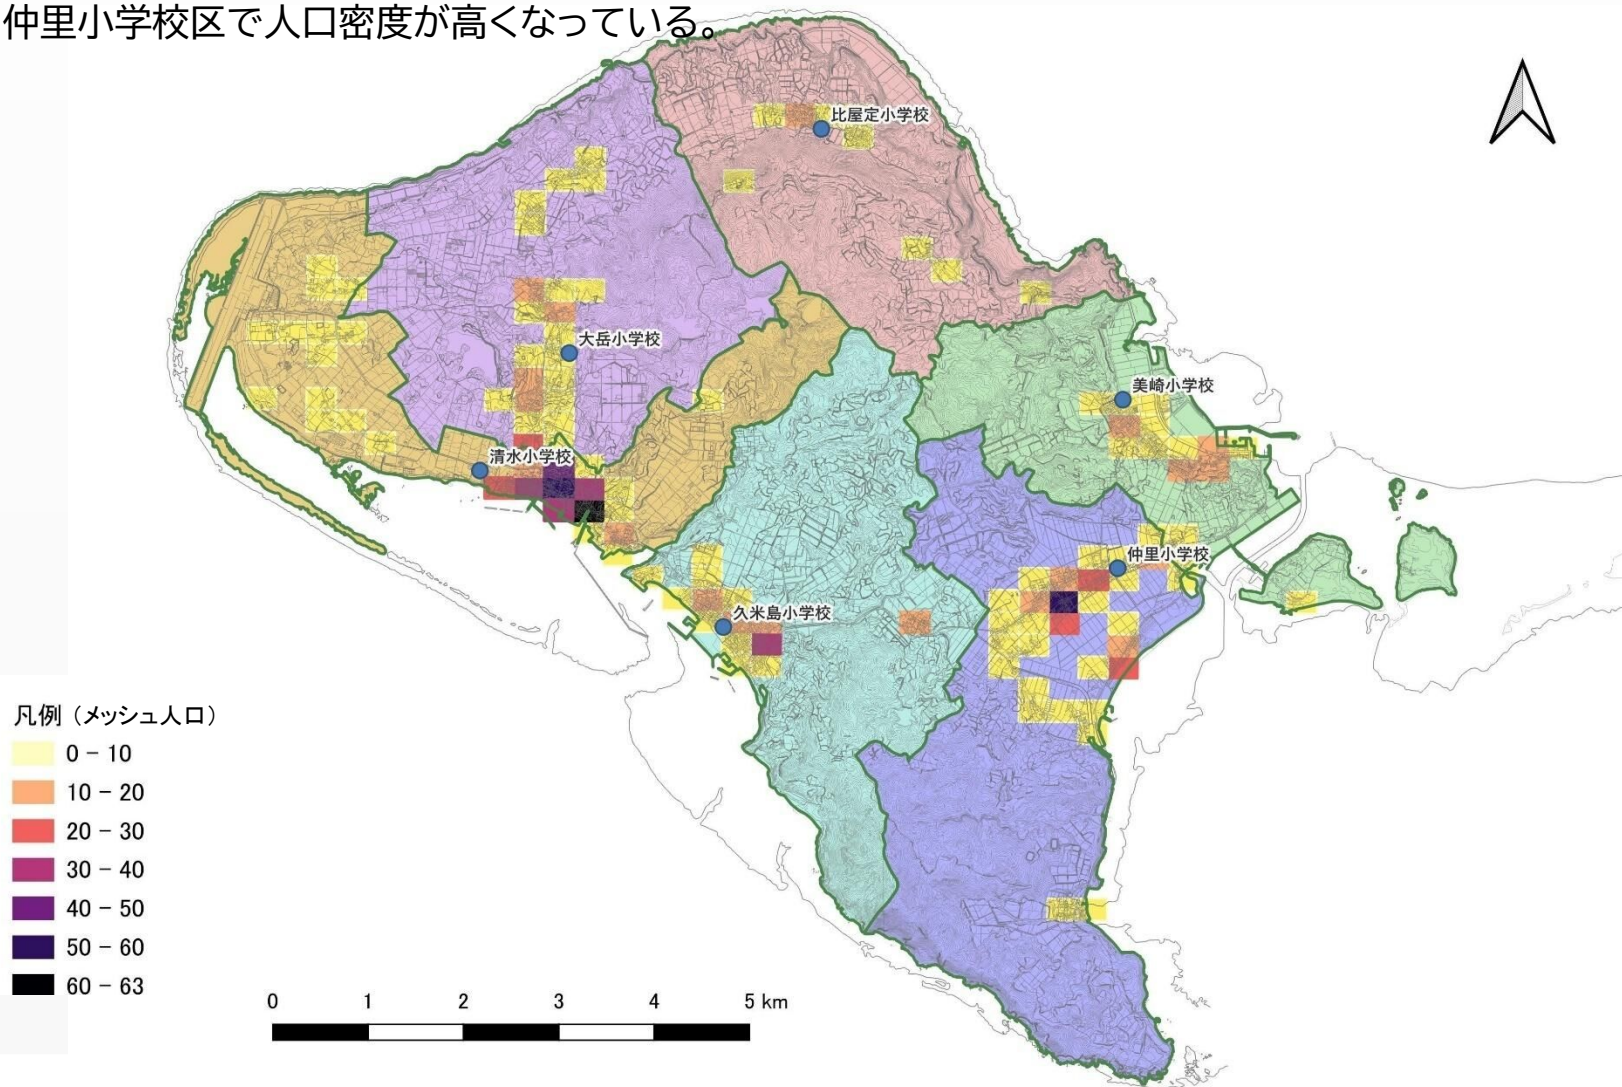 仲里小学校区で人口密度が高くなっている。
比屋定小学校
大岳小学校
美崎小学校
清水小学校
仲里小学校
久米島小学校
凡例（メッシュ人口）
0 - 10
10 - 20
20 - 30
30 - 40
40 - 50
50 - 60
60 - 63
0 1 2 3 4 5 km